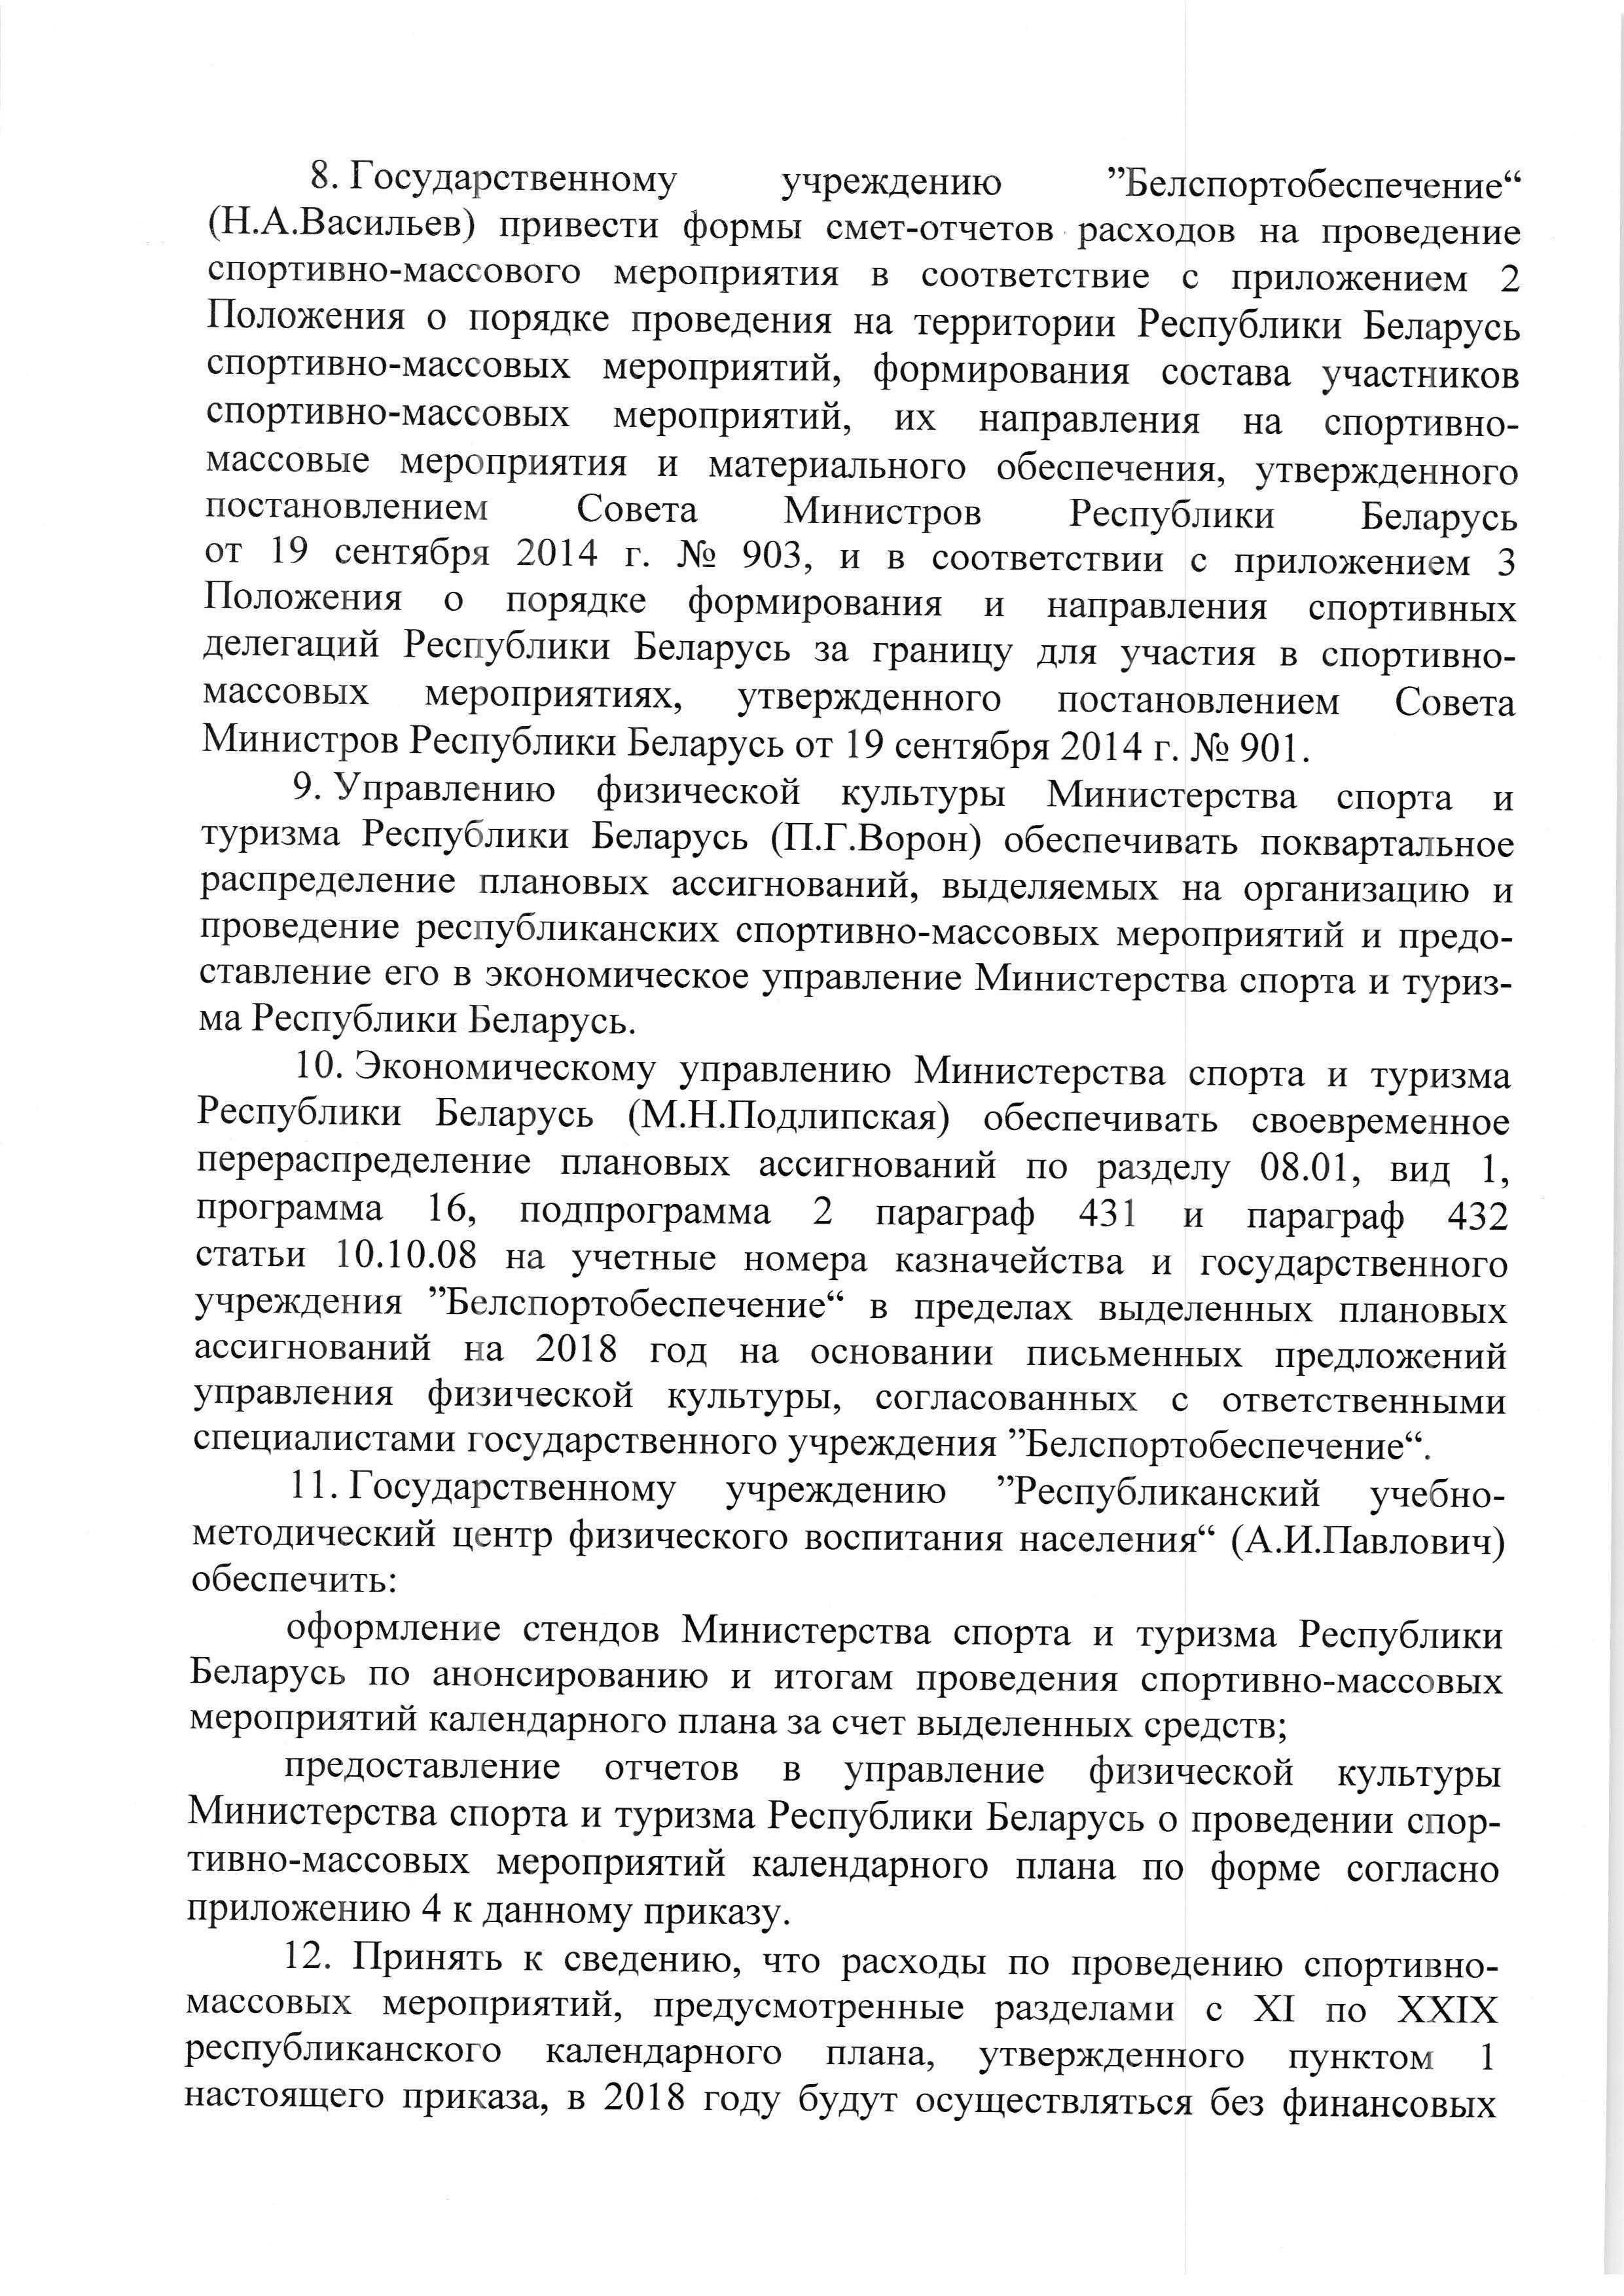 8. Государственному учреждению ”Белспортобеспечение“
(Н.А.Васильев) привести формы смет-отчетов расходов на проведение
спортивно-массового мероприятия в соответствие с приложением 2
Положения о порядке проведения на территории Республики Беларусь
спортивно-массовых мероприятий, формирования состава участников
спортивно-массовых мероприятий, их направления на спортивно-
массовые мероприятия и материального обеспечения, утвержденного
постановлением Совета Министров Республики Беларусь
от 19 сентября 2014 г. № 903, и в соответствии с приложением 3
Положения о порядке формирования и направления спортивных
делегаций Республики Беларусь за границу для участия в спортивно-
массовых мероприятиях, утвержденного постановлением Совета
Министров Республики Беларусь от 19 сентября 2014 г. № 901.
9. Управлению физической культуры Министерства спорта и
туризма Республики Беларусь (П.Г.Ворон) обеспечивать поквартальное
распределение плановых ассигнований, выделяемых на организацию и
проведение республиканских спортивно-массовых мероприятий и предо-
ставление его в экономическое управление Министерства спорта и туриз-
ма Республики Беларусь.
10. Экономическому управлению Министерства спорта и туризма
Республики Беларусь (М.Н.Подлипская) обеспечивать своевременное
перераспределение плановых ассигнований по разделу 08.01, вид 1,
программа 16, подпрограмма 2 параграф 431 и параграф 432
статьи 10.10.08 на учетные номера казначейства и государственного
учреждения ”Белспортобеспечение“ в пределах выделенных плановых
ассигнований на 2018 год на основании письменных предложений
управления физической культуры, согласованных с ответственными
специалистами государственного учреждения ”Белспортобеспечение“.
11. Государственному учреждению ”Республиканский учебно-
методический центр физического воспитания населения“ (А.И.Павлович)
обеспечить:
оформление стендов Министерства спорта и туризма Республики
Беларусь по анонсированию и итогам проведения спортивно-массовых
мероприятий календарного плана за счет выделенных средств;
предоставление отчетов в управление физической культуры
Министерства спорта и туризма Республики Беларусь о проведении спор-
тивно-массовых мероприятий календарного плана по форме согласно
приложению 4 к данному приказу.
12. Принять к сведению, что расходы по проведению спортивно-
массовых мероприятий, предусмотренные разделами с XI по XXIX
республиканского календарного плана, утвержденного пунктом 1
настоящего приказа, в 2018 году будут осуществляться без финансовых